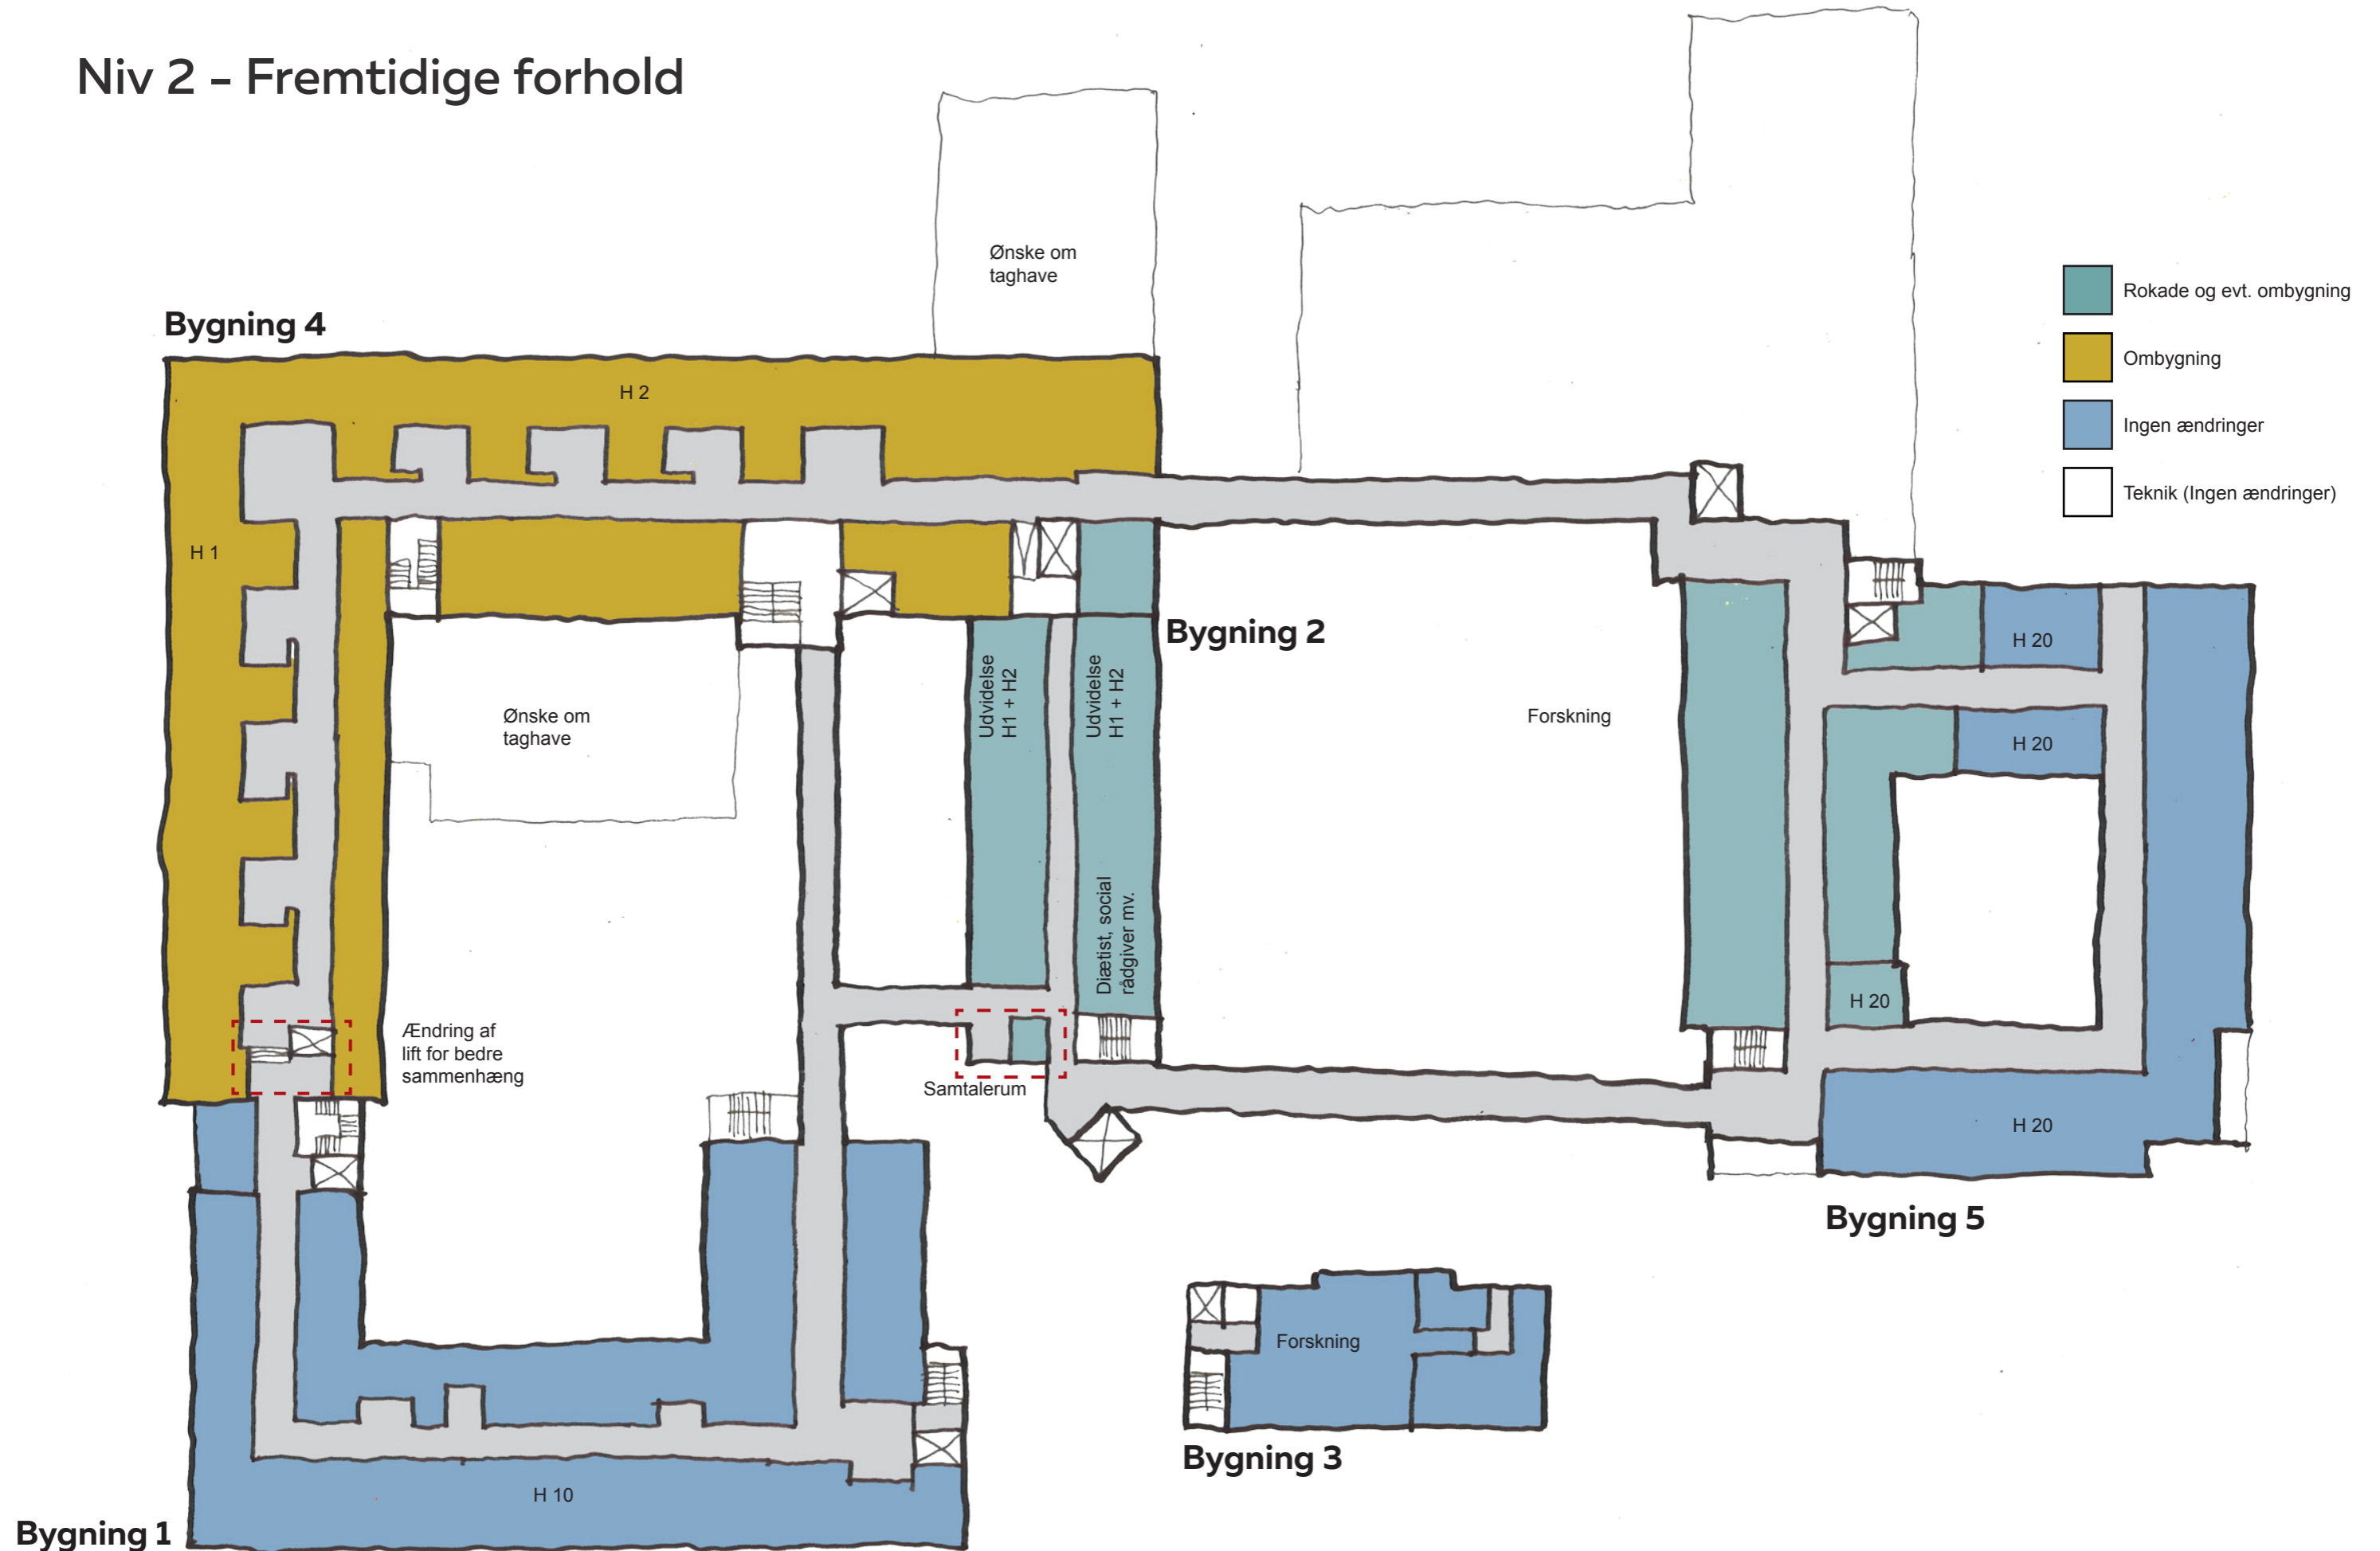 Niv 2 - Fremtidige forhold
Ønske om
taghave
Rokade og evt. ombygning
Ombygning
Ingen ændringer
Teknik (Ingen ændringer)
Bygning 4
H 2
H 1
Bygning 2
Udvidelse
H1 + H2
Udvidelse
H1 + H2
Ønske om
taghave
Forskning
H 20
H 20
Diætist, social
rådgiver mv.
H 20
Ændring af
lift for bedre
sammenhæng
Samtalerum
H 20
Bygning 5
Forskning
Bygning 3
H 10
Bygning 1